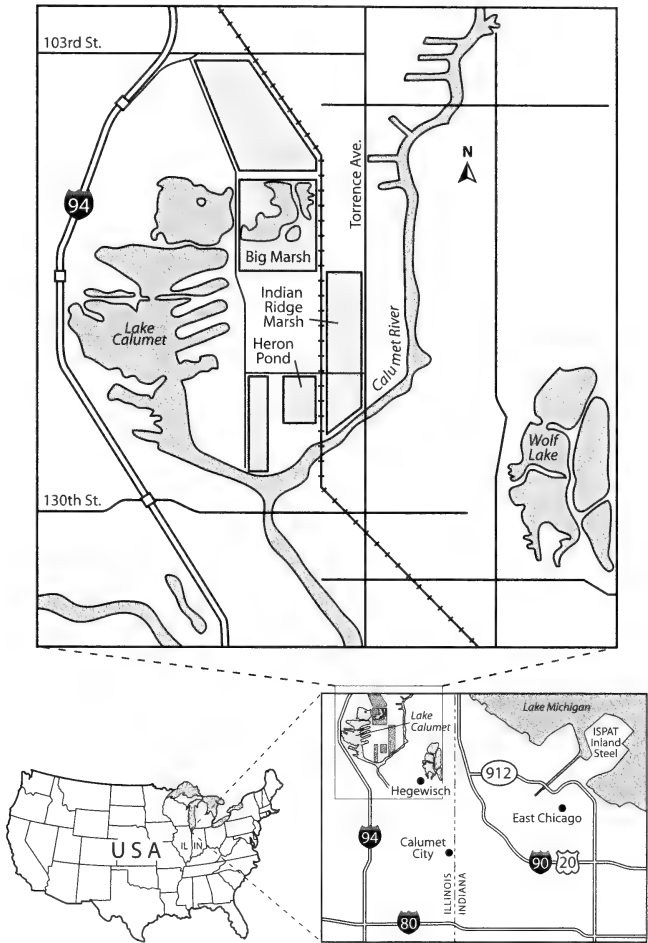 103rd St.
N
94
Torrence Ave.
Big Marsh
Indian
Ridge
Marsh
Lake
Calumet
Heron
Pond
Calumet River
Wolf
Lake
130th St.
Lake Michigan
Lake
Calumet
ISPAT
Inland
Steel
912
Hegewisch
East Chicago
USA
IL IN
94
Calumet
City
90 20
ILLINOIS
INDIANA
80